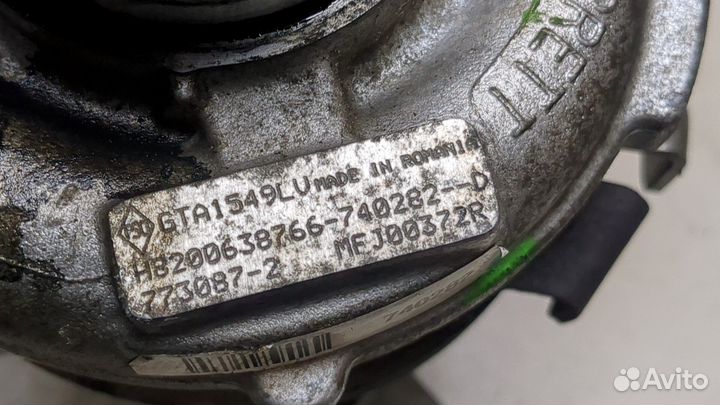 GTA1549LV MADE IN ROMANIA
H8200638766-740282--D
773087-2 MFJ00372R
Avito